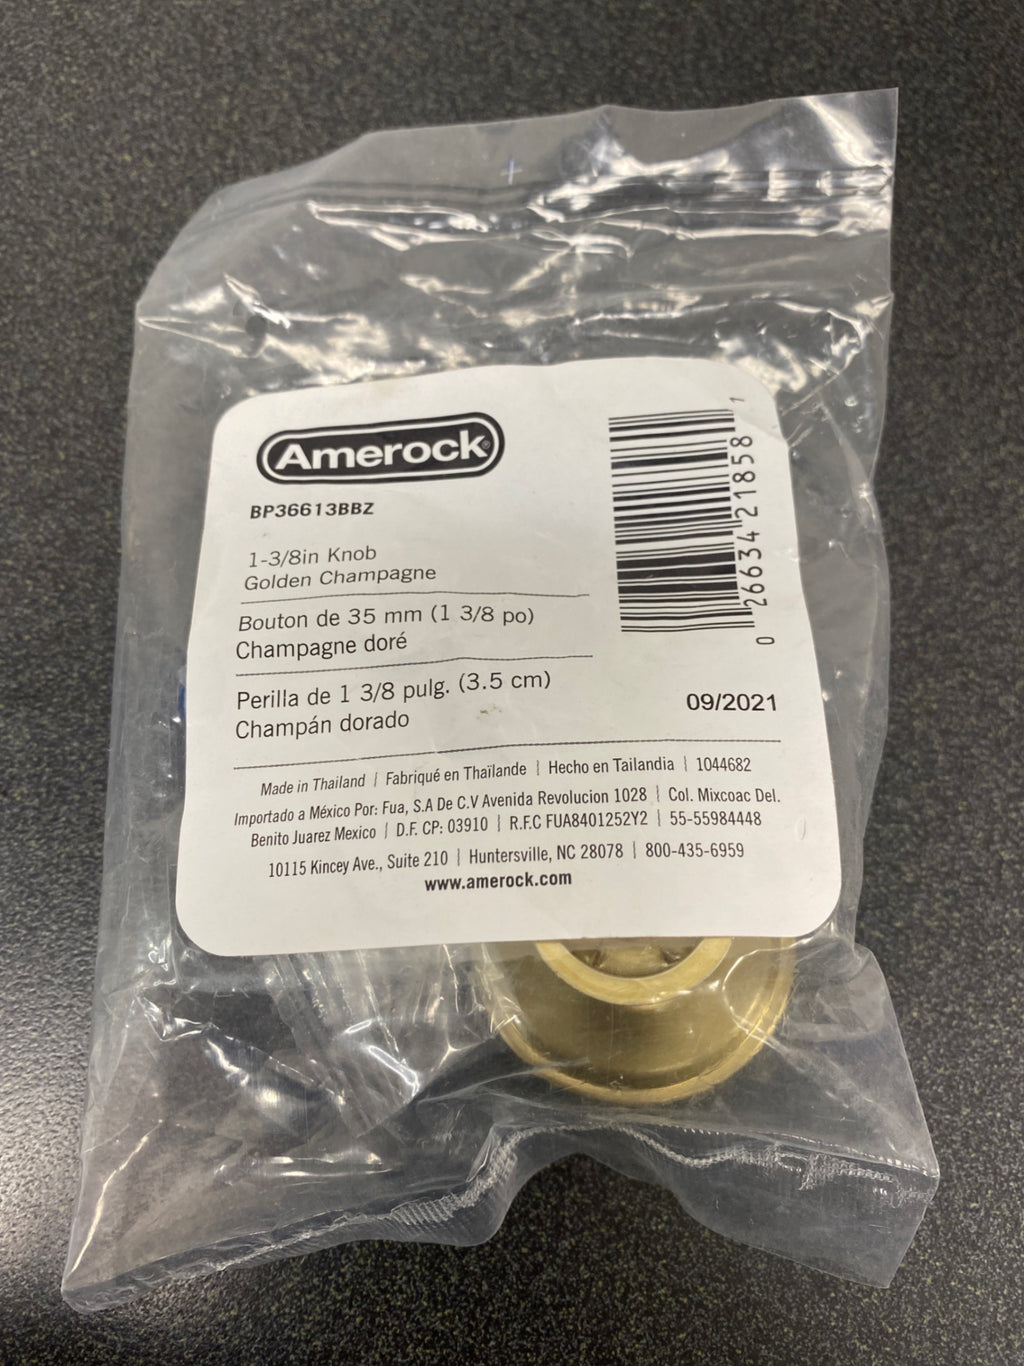 Amerock®
BP36613BBZ
1-3/8in Knob
Golden Champagne
Bouton de 35 mm (1 3/8 po)
Champagne doré
Perilla de 1 3/8 pulg. (3.5 cm)
Champán dorado
0 26634 21858 1
09/2021
Made in Thailand | Fabriqué en Thaïlande | Hecho en Tailandia | 1044682
Importado a México Por: Fua, S.A De C.V Avenida Revolucion 1028 | Col. Mixcoac Del.
Benito Juarez Mexico | D.F. CP: 03910 | R.F.C FUA8401252Y2 | 55-55984448
10115 Kincey Ave., Suite 210 | Huntersville, NC 28078 | 800-435-6959
www.amerock.com